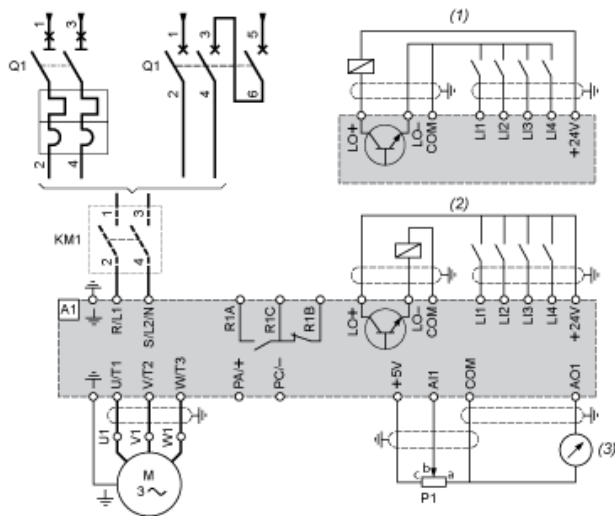 1 3
Q1
2 4
1 3 5
Q1
2 4 6
(1)
LO+ LO- COM LI1 LI2 LI3 LI4 +24V
1 3
KM1
2 4
(2)
A1 R/L1 S/L2/N R1A R1C R1B LO+ LO- COM LI1 LI2 LI3 LI4 +24V
U/T1 V/T2 W/T3 PA/+ PC/– +5V AI1 COM AO1
U1 V1 W1
(3)
M
3 ~
c b a
P1